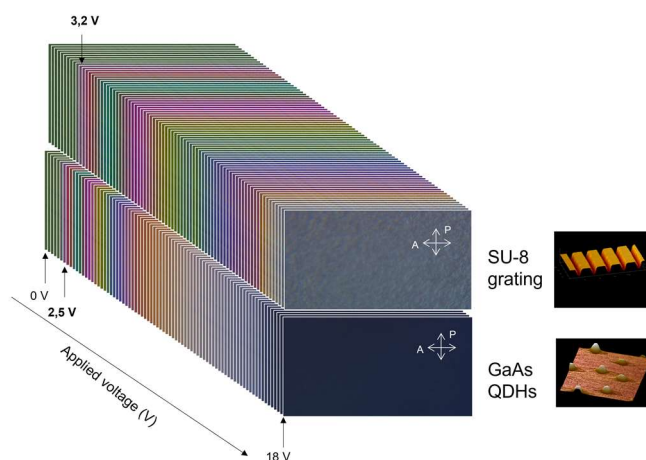 3,2 V
P
A
SU-8
grating
0 V
2,5 V
P
A
GaAs
QDHs
Applied voltage (V)
18 V